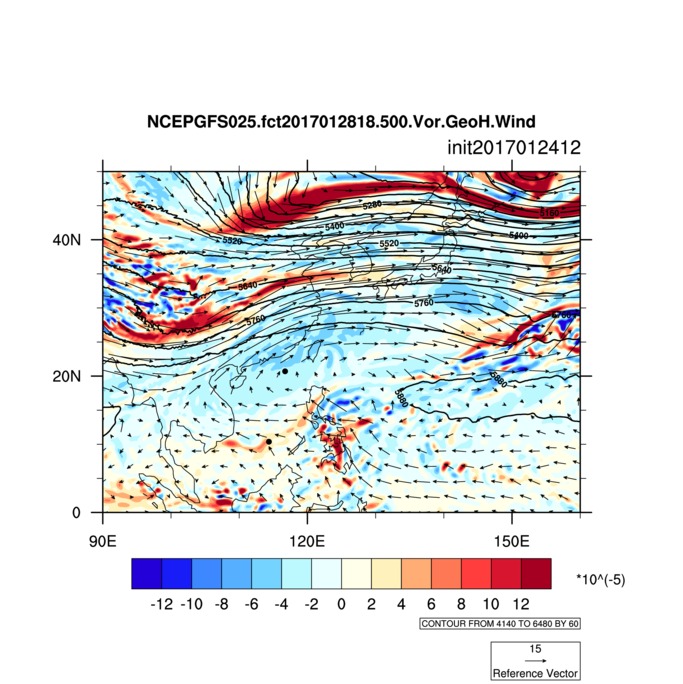 NCEPGFS025.fct2017012818.500.Vor.GeoH.Wind
init2017012412
5280
5160
5400
5400
40N
5520
5520
5640
5640
5760
5760
20N
5880
5880
0
90E 120E 150E
-12 -10 -8 -6 -4 -2 0 2 4 6 8 10 12
*10^(-5)
CONTOUR FROM 4140 TO 6480 BY 60
15
Reference Vector